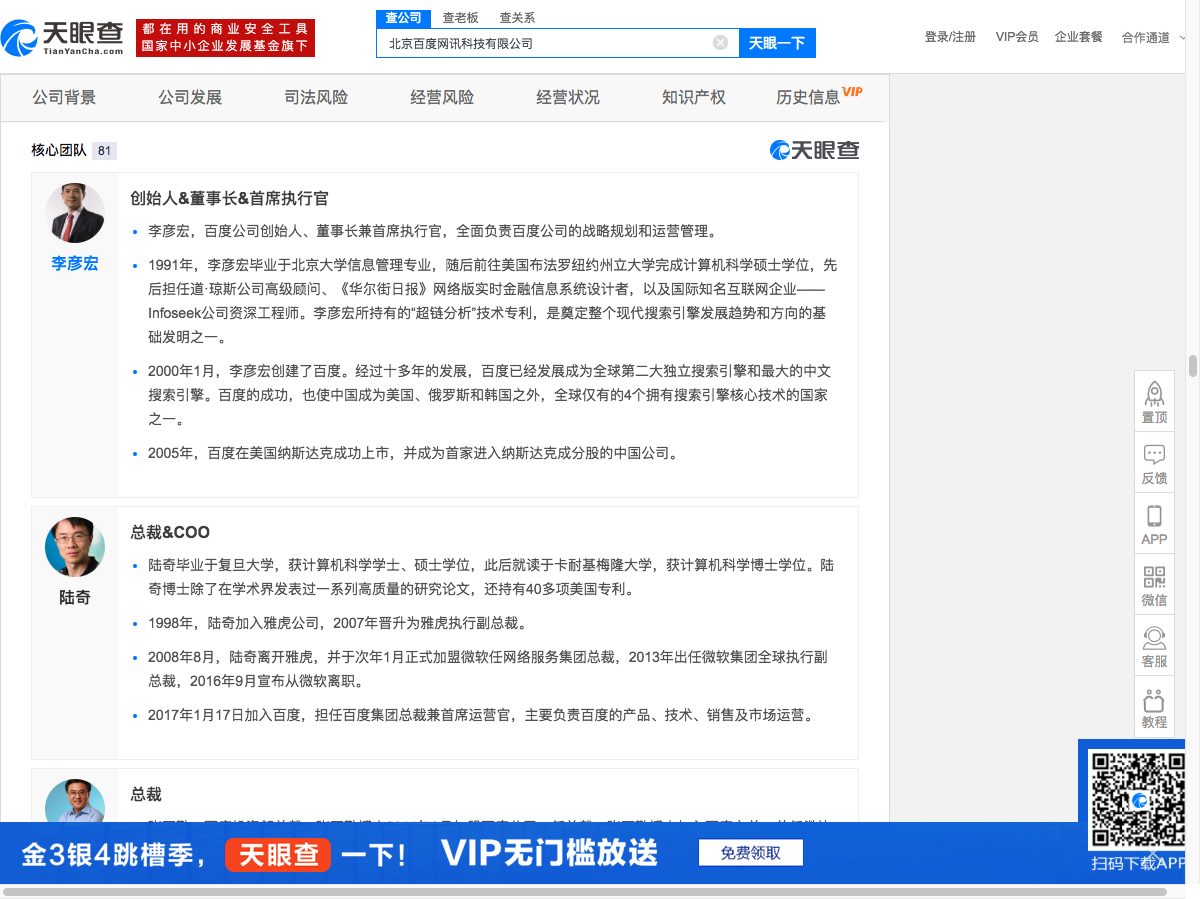 天眼查
TianYanCha.com
都在用的商业安全工具
国家中小企业发展基金旗下
查公司 查老板 查关系
北京百度网讯科技有限公司
天眼一下
登录/注册 VIP会员 企业套餐 合作通道
公司背景 公司发展 司法风险 经营风险 经营状况 知识产权 历史信息VIP
核心团队 81
天眼查
李彦宏
创始人&董事长&首席执行官
李彦宏，百度公司创始人、董事长兼首席执行官，全面负责百度公司的战略规划和运营管理。
1991年，李彦宏毕业于北京大学信息管理专业，随后前往美国布法罗纽约州立大学完成计算机科学硕士学位，先
后担任道·琼斯公司高级顾问、《华尔街日报》网络版实时金融信息系统设计者，以及国际知名互联网企业——
Infoseek公司资深工程师。李彦宏所持有的“超链分析”技术专利，是奠定整个现代搜索引擎发展趋势和方向的基
础发明之一。
2000年1月，李彦宏创建了百度。经过十多年的发展，百度已经发展成为全球第二大独立搜索引擎和最大的中文
搜索引擎。百度的成功，也使中国成为美国、俄罗斯和韩国之外，全球仅有的4个拥有搜索引擎核心技术的国家
之一。
2005年，百度在美国纳斯达克成功上市，并成为首家进入纳斯达克成分股的中国公司。
陆奇
总裁&COO
陆奇毕业于复旦大学，获计算机科学学士、硕士学位，此后就读于卡耐基梅隆大学，获计算机科学博士学位。陆
奇博士除了在学术界发表过一系列高质量的研究论文，还持有40多项美国专利。
1998年，陆奇加入雅虎公司，2007年晋升为雅虎执行副总裁。
2008年8月，陆奇离开雅虎，并于次年1月正式加盟微软任网络服务集团总裁，2013年出任微软集团全球执行副
总裁，2016年9月宣布从微软离职。
2017年1月17日加入百度，担任百度集团总裁兼首席运营官，主要负责百度的产品、技术、销售及市场运营。
总裁
置顶
反馈
APP
微信
客服
教程
金3银4跳槽季，天眼查一下！ VIP无门槛放送 免费领取
扫码下载APP